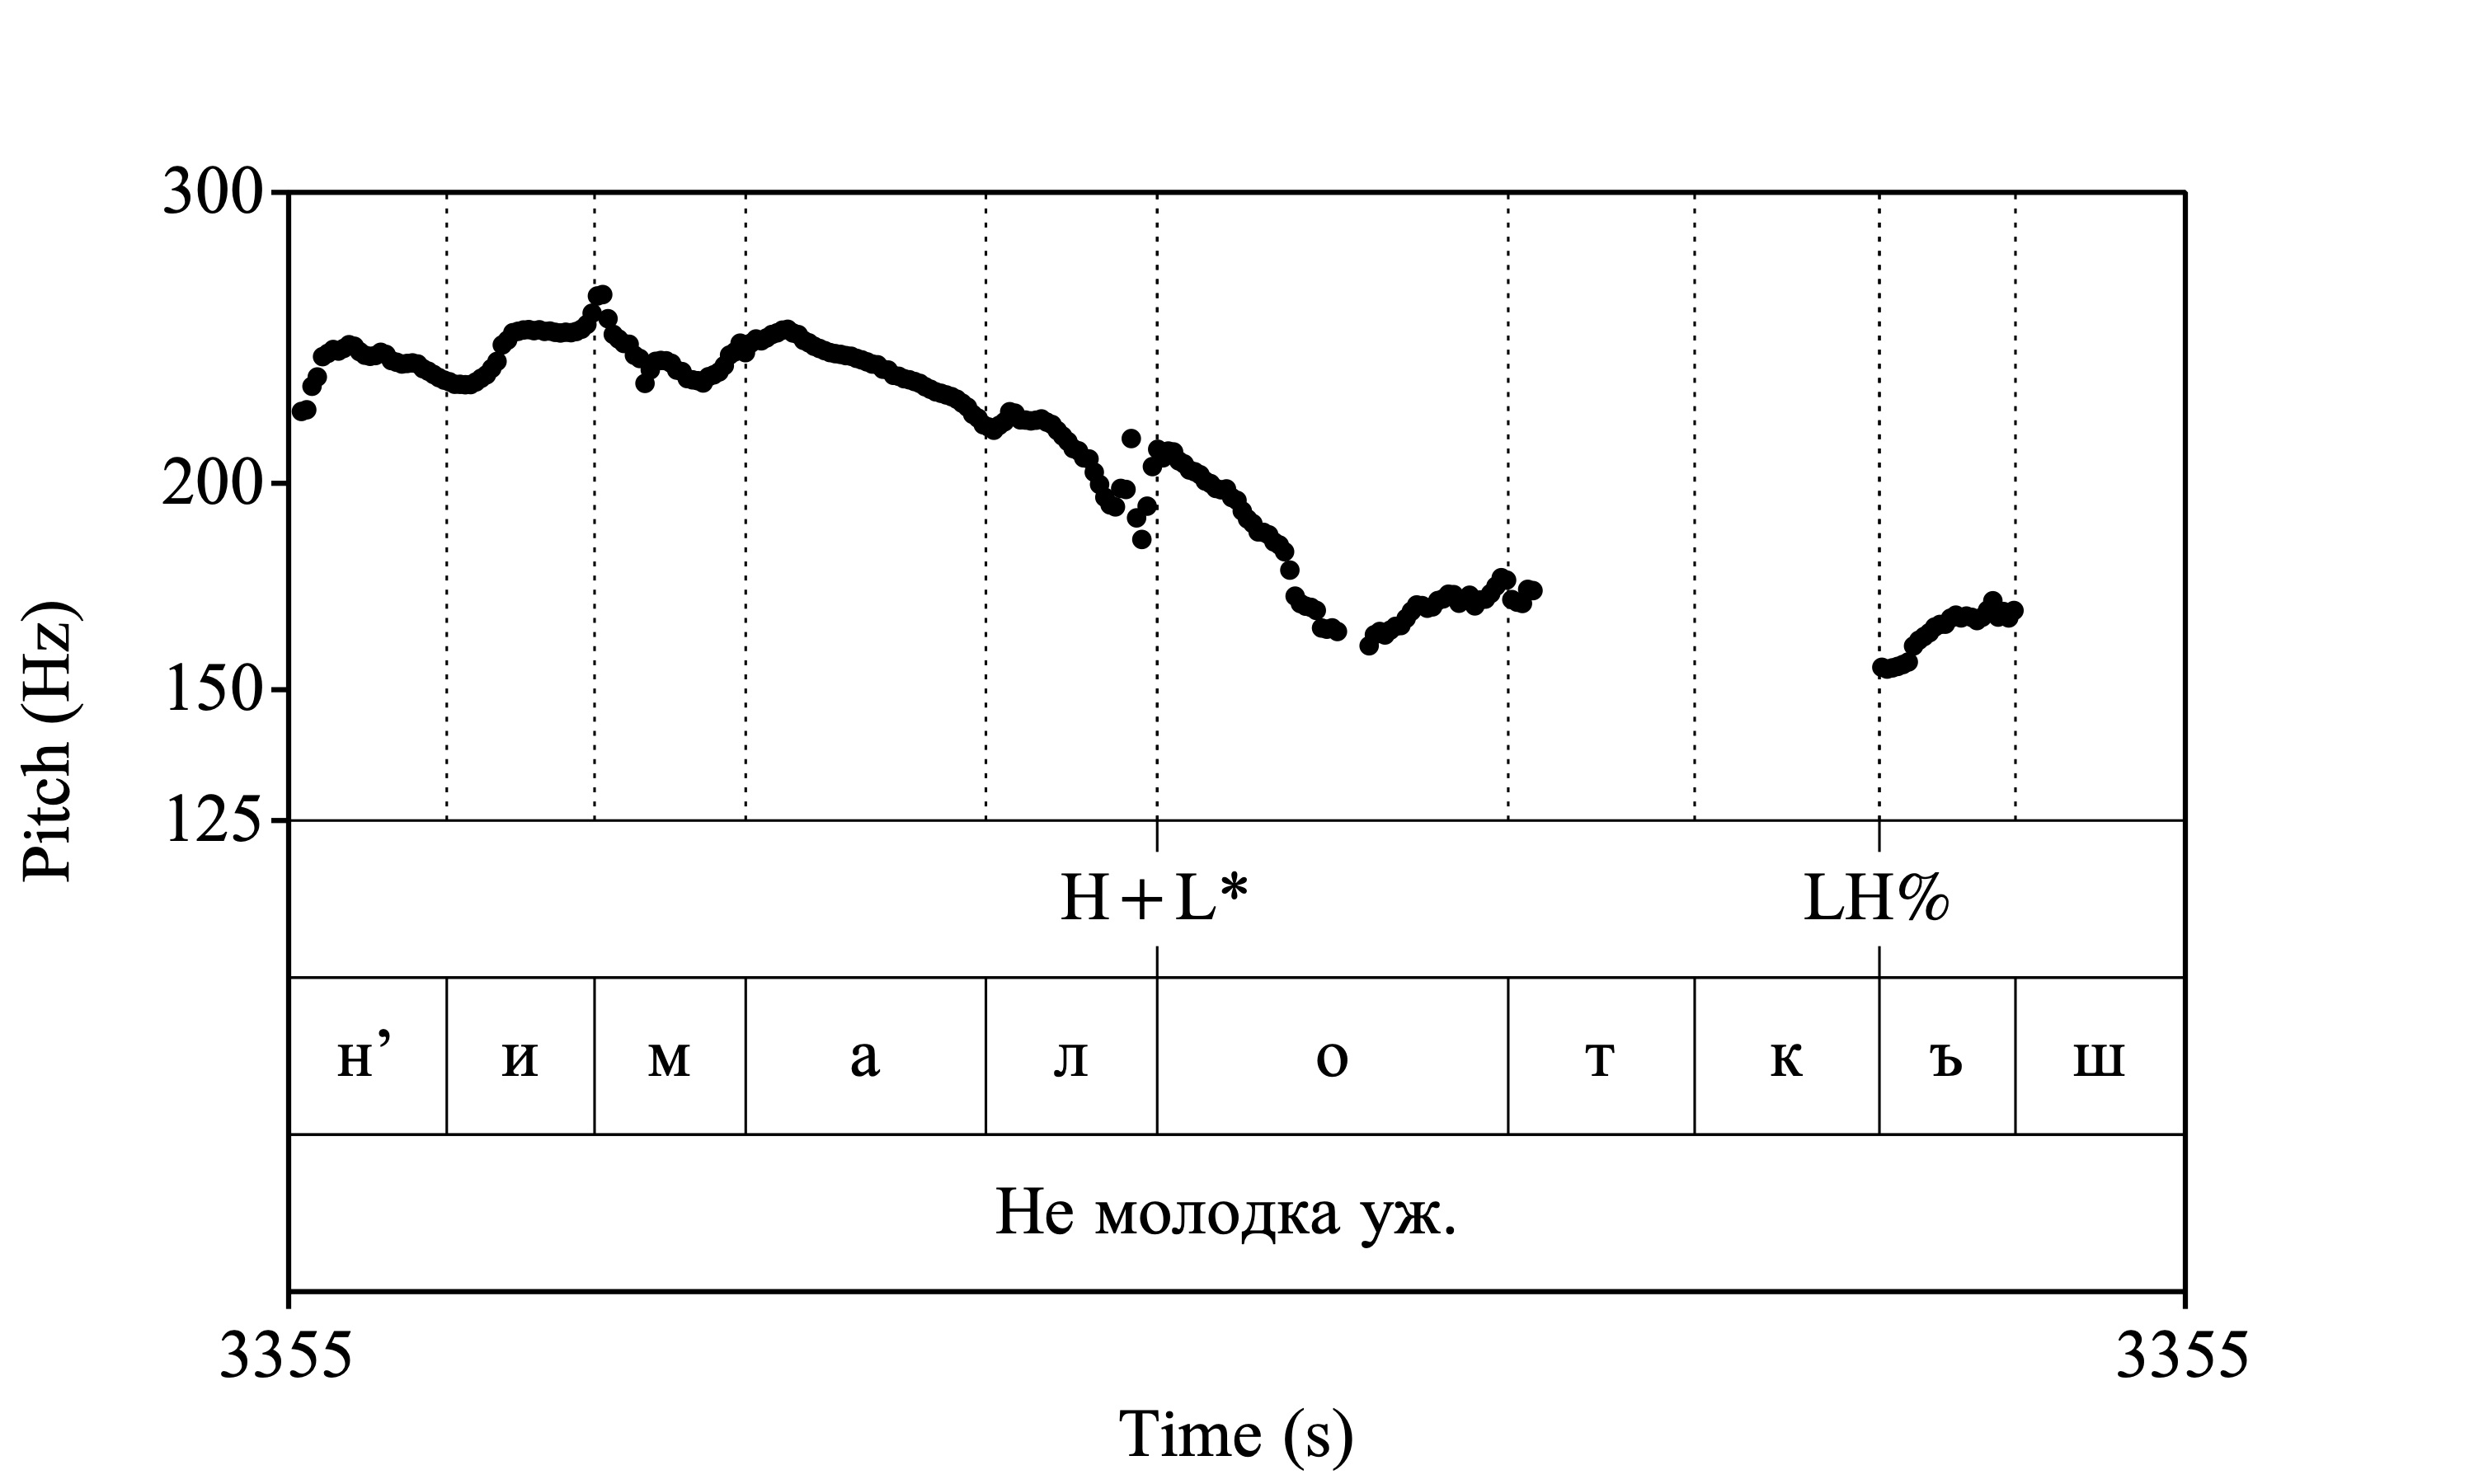 300
200
150
125
Pitch (Hz)
H+L* LH%
н’ и м а л о т к ъ ш
Не молодка уж.
3355 3355
Time (s)